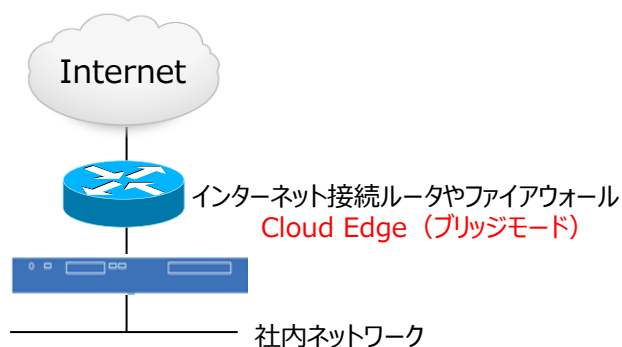 Internet
インターネット接続ルータやファイアウォール
Cloud Edge（ブリッジモード）
社内ネットワーク